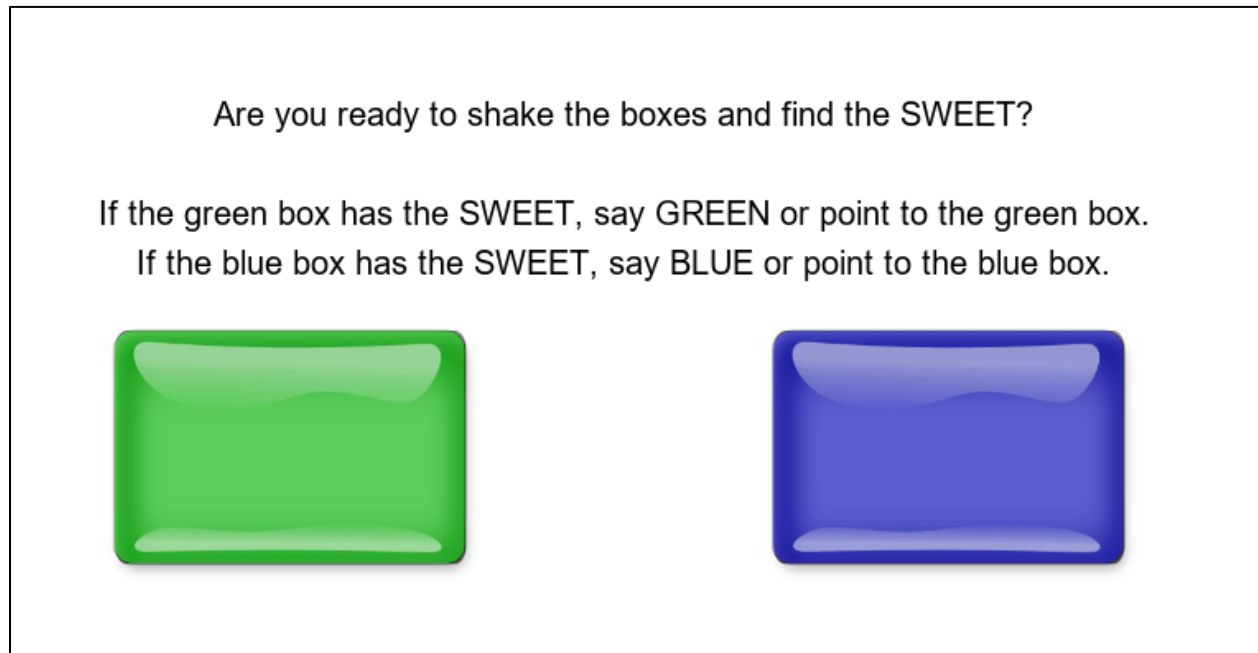 Are you ready to shake the boxes and find the SWEET?
If the green box has the SWEET, say GREEN or point to the green box.
If the blue box has the SWEET, say BLUE or point to the blue box.